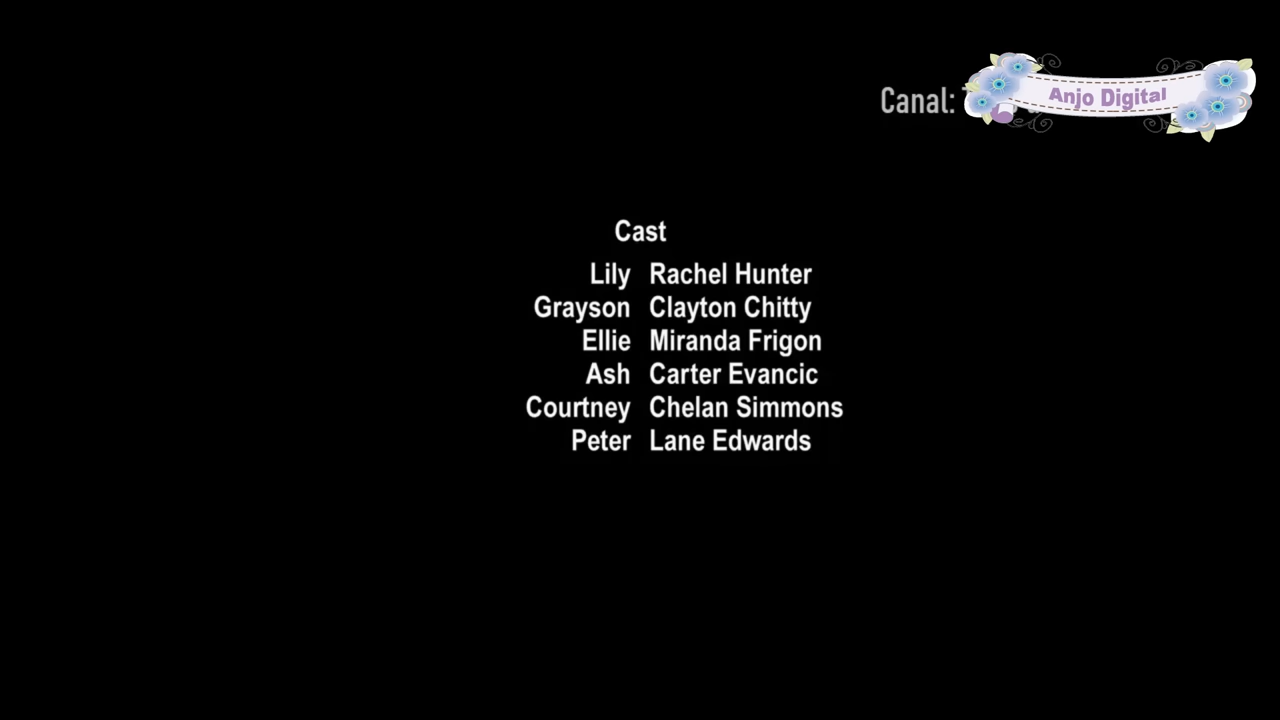 Canal:
Anjo Digital
Cast
Lily Rachel Hunter
Grayson Clayton Chitty
Ellie Miranda Frigon
Ash Carter Evancic
Courtney Chelan Simmons
Peter Lane Edwards